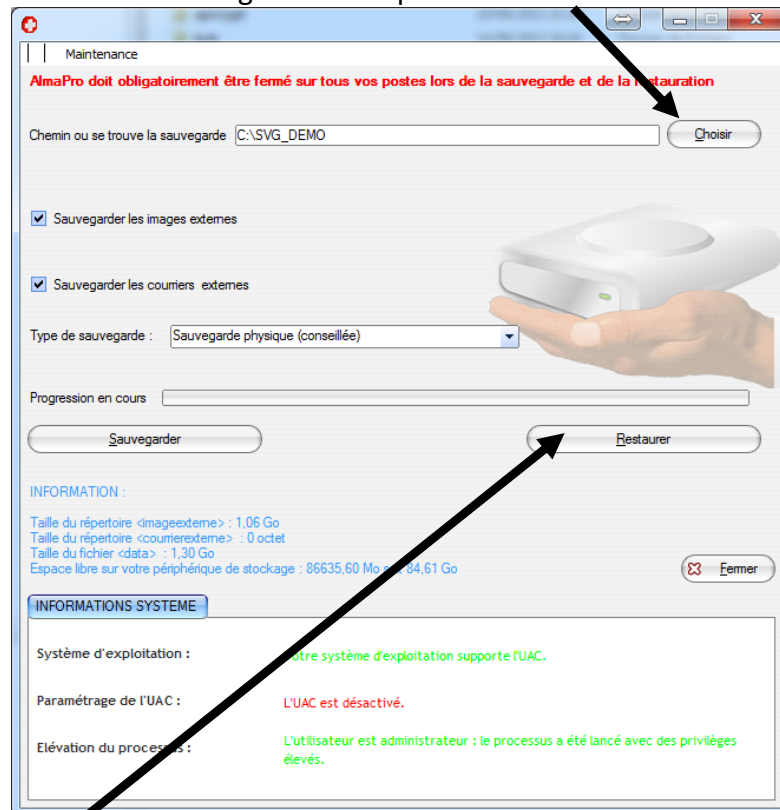 Maintenance
AlmaPro doit obligatoirement être fermé sur tous vos postes lors de la sauvegarde et de la restauration
Chemin ou se trouve la sauvegarde C:\SVG_DEMO Choisir
Sauvegarder les images externes
Sauvegarder les courriers externes
Type de sauvegarde : Sauvegarde physique (conseillée)
Progression en cours
Sauvegarder Restaurer
INFORMATION :
Taille du répertoire <imageexterne> : 1,06 Go
Taille du répertoire <courrierexterne> : 0 octet
Taille du fichier <data> : 1,30 Go
Espace libre sur votre périphérique de stockage : 86635,60 Mo 84,61 Go
Fermer
INFORMATIONS SYSTEME
Système d'exploitation : Votre système d'exploitation supporte l'UAC.
Paramétrage de l'UAC : L'UAC est désactivé.
Elévation du processus : L'utilisateur est administrateur : le processus a été lancé avec des privilèges
élevés.